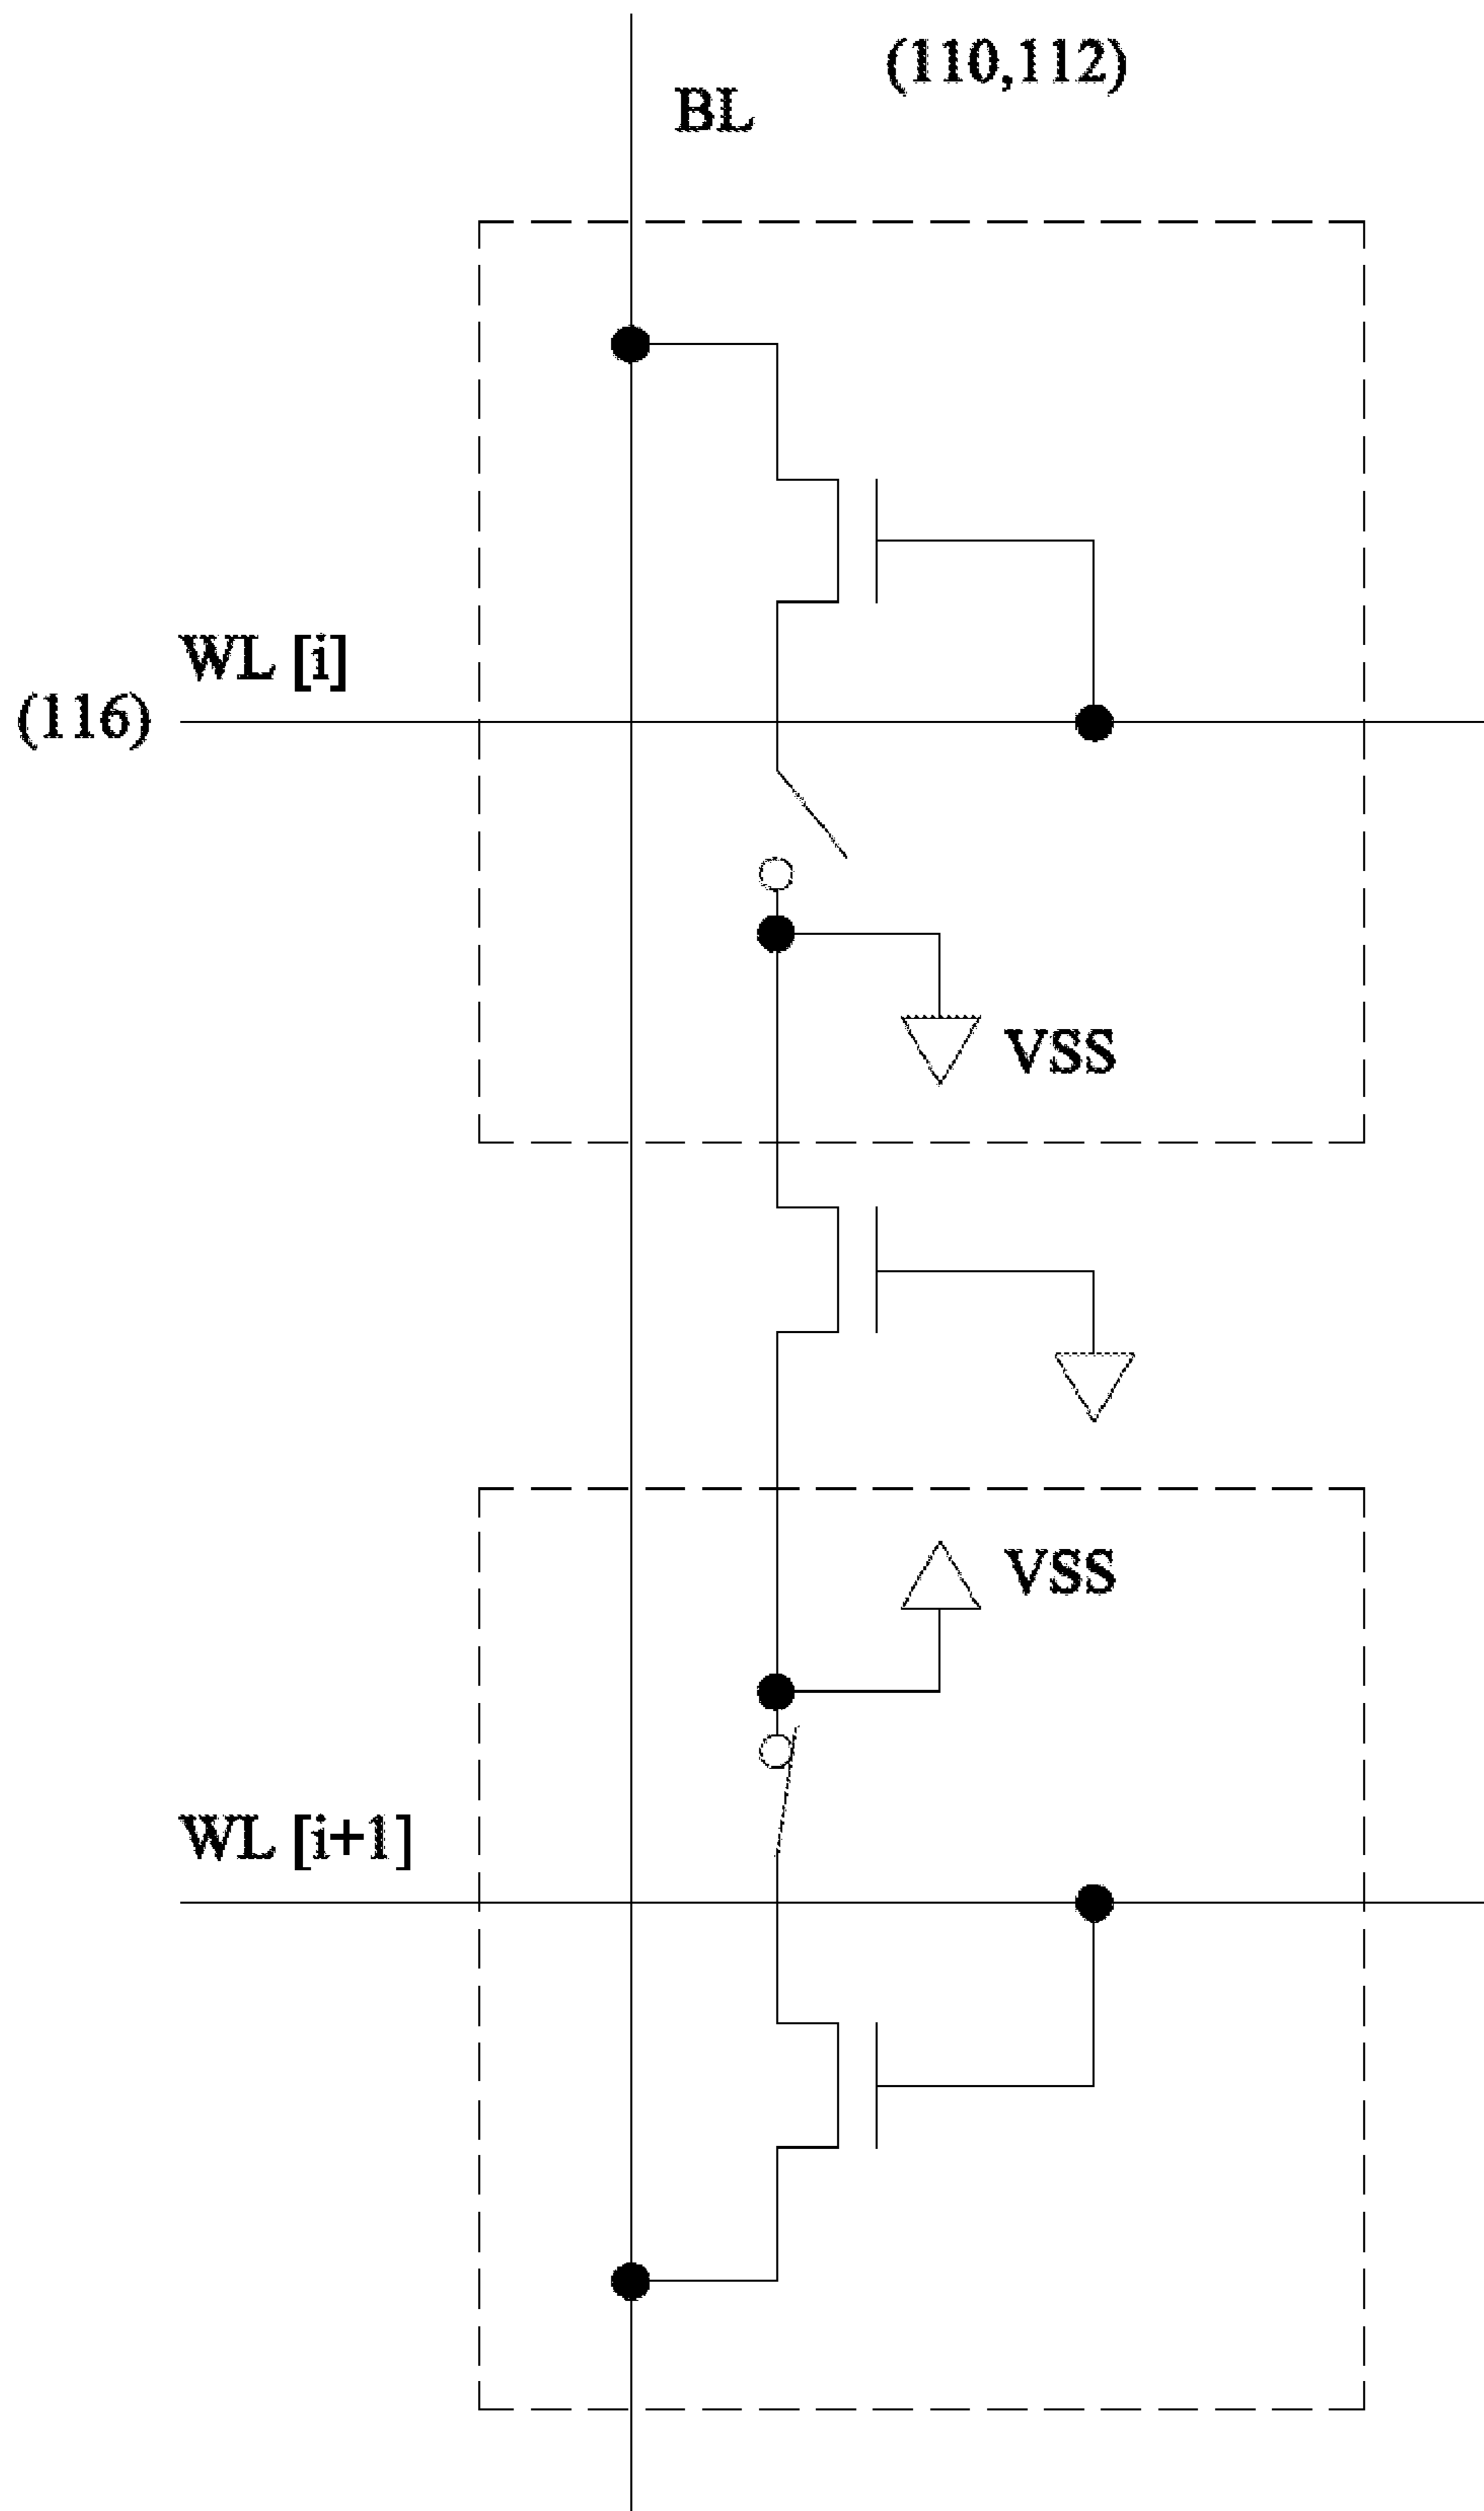 (110,112)
BL
WL [i]
(116)
VSS
VSS
WL [i+1]